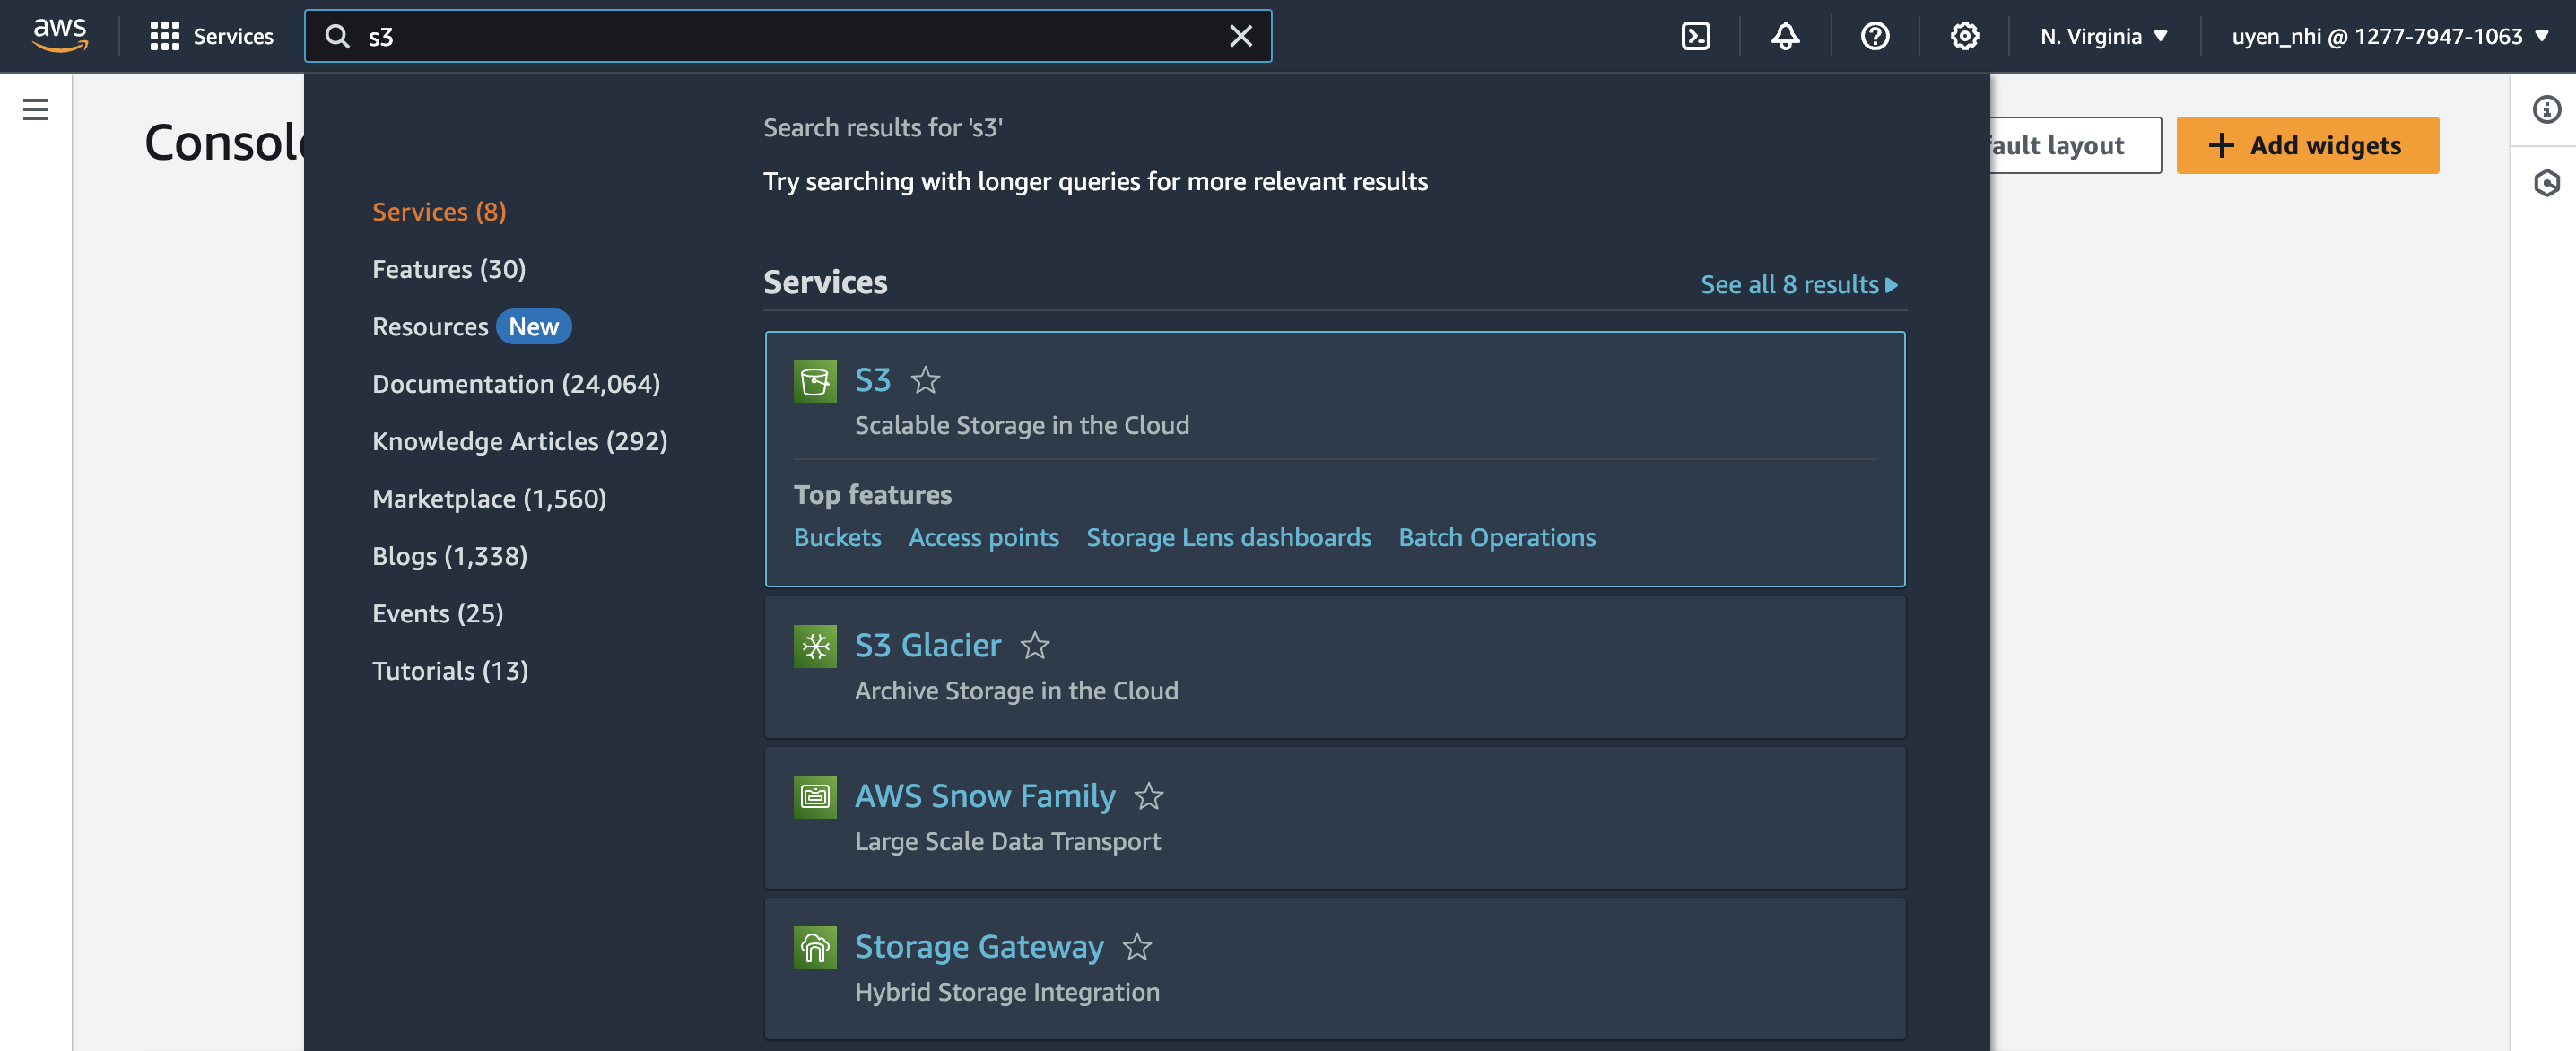 aws
Services
s3
N. Virginia
uyen_nhi @ 1277-7947-1063
Console
fault layout
Add widgets
Search results for 's3'
Try searching with longer queries for more relevant results
Services (8)
Features (30)
Resources New
Documentation (24,064)
Knowledge Articles (292)
Marketplace (1,560)
Blogs (1,338)
Events (25)
Tutorials (13)
Services
See all 8 results
S3
Scalable Storage in the Cloud
Top features
Buckets Access points Storage Lens dashboards Batch Operations
S3 Glacier
Archive Storage in the Cloud
AWS Snow Family
Large Scale Data Transport
Storage Gateway
Hybrid Storage Integration